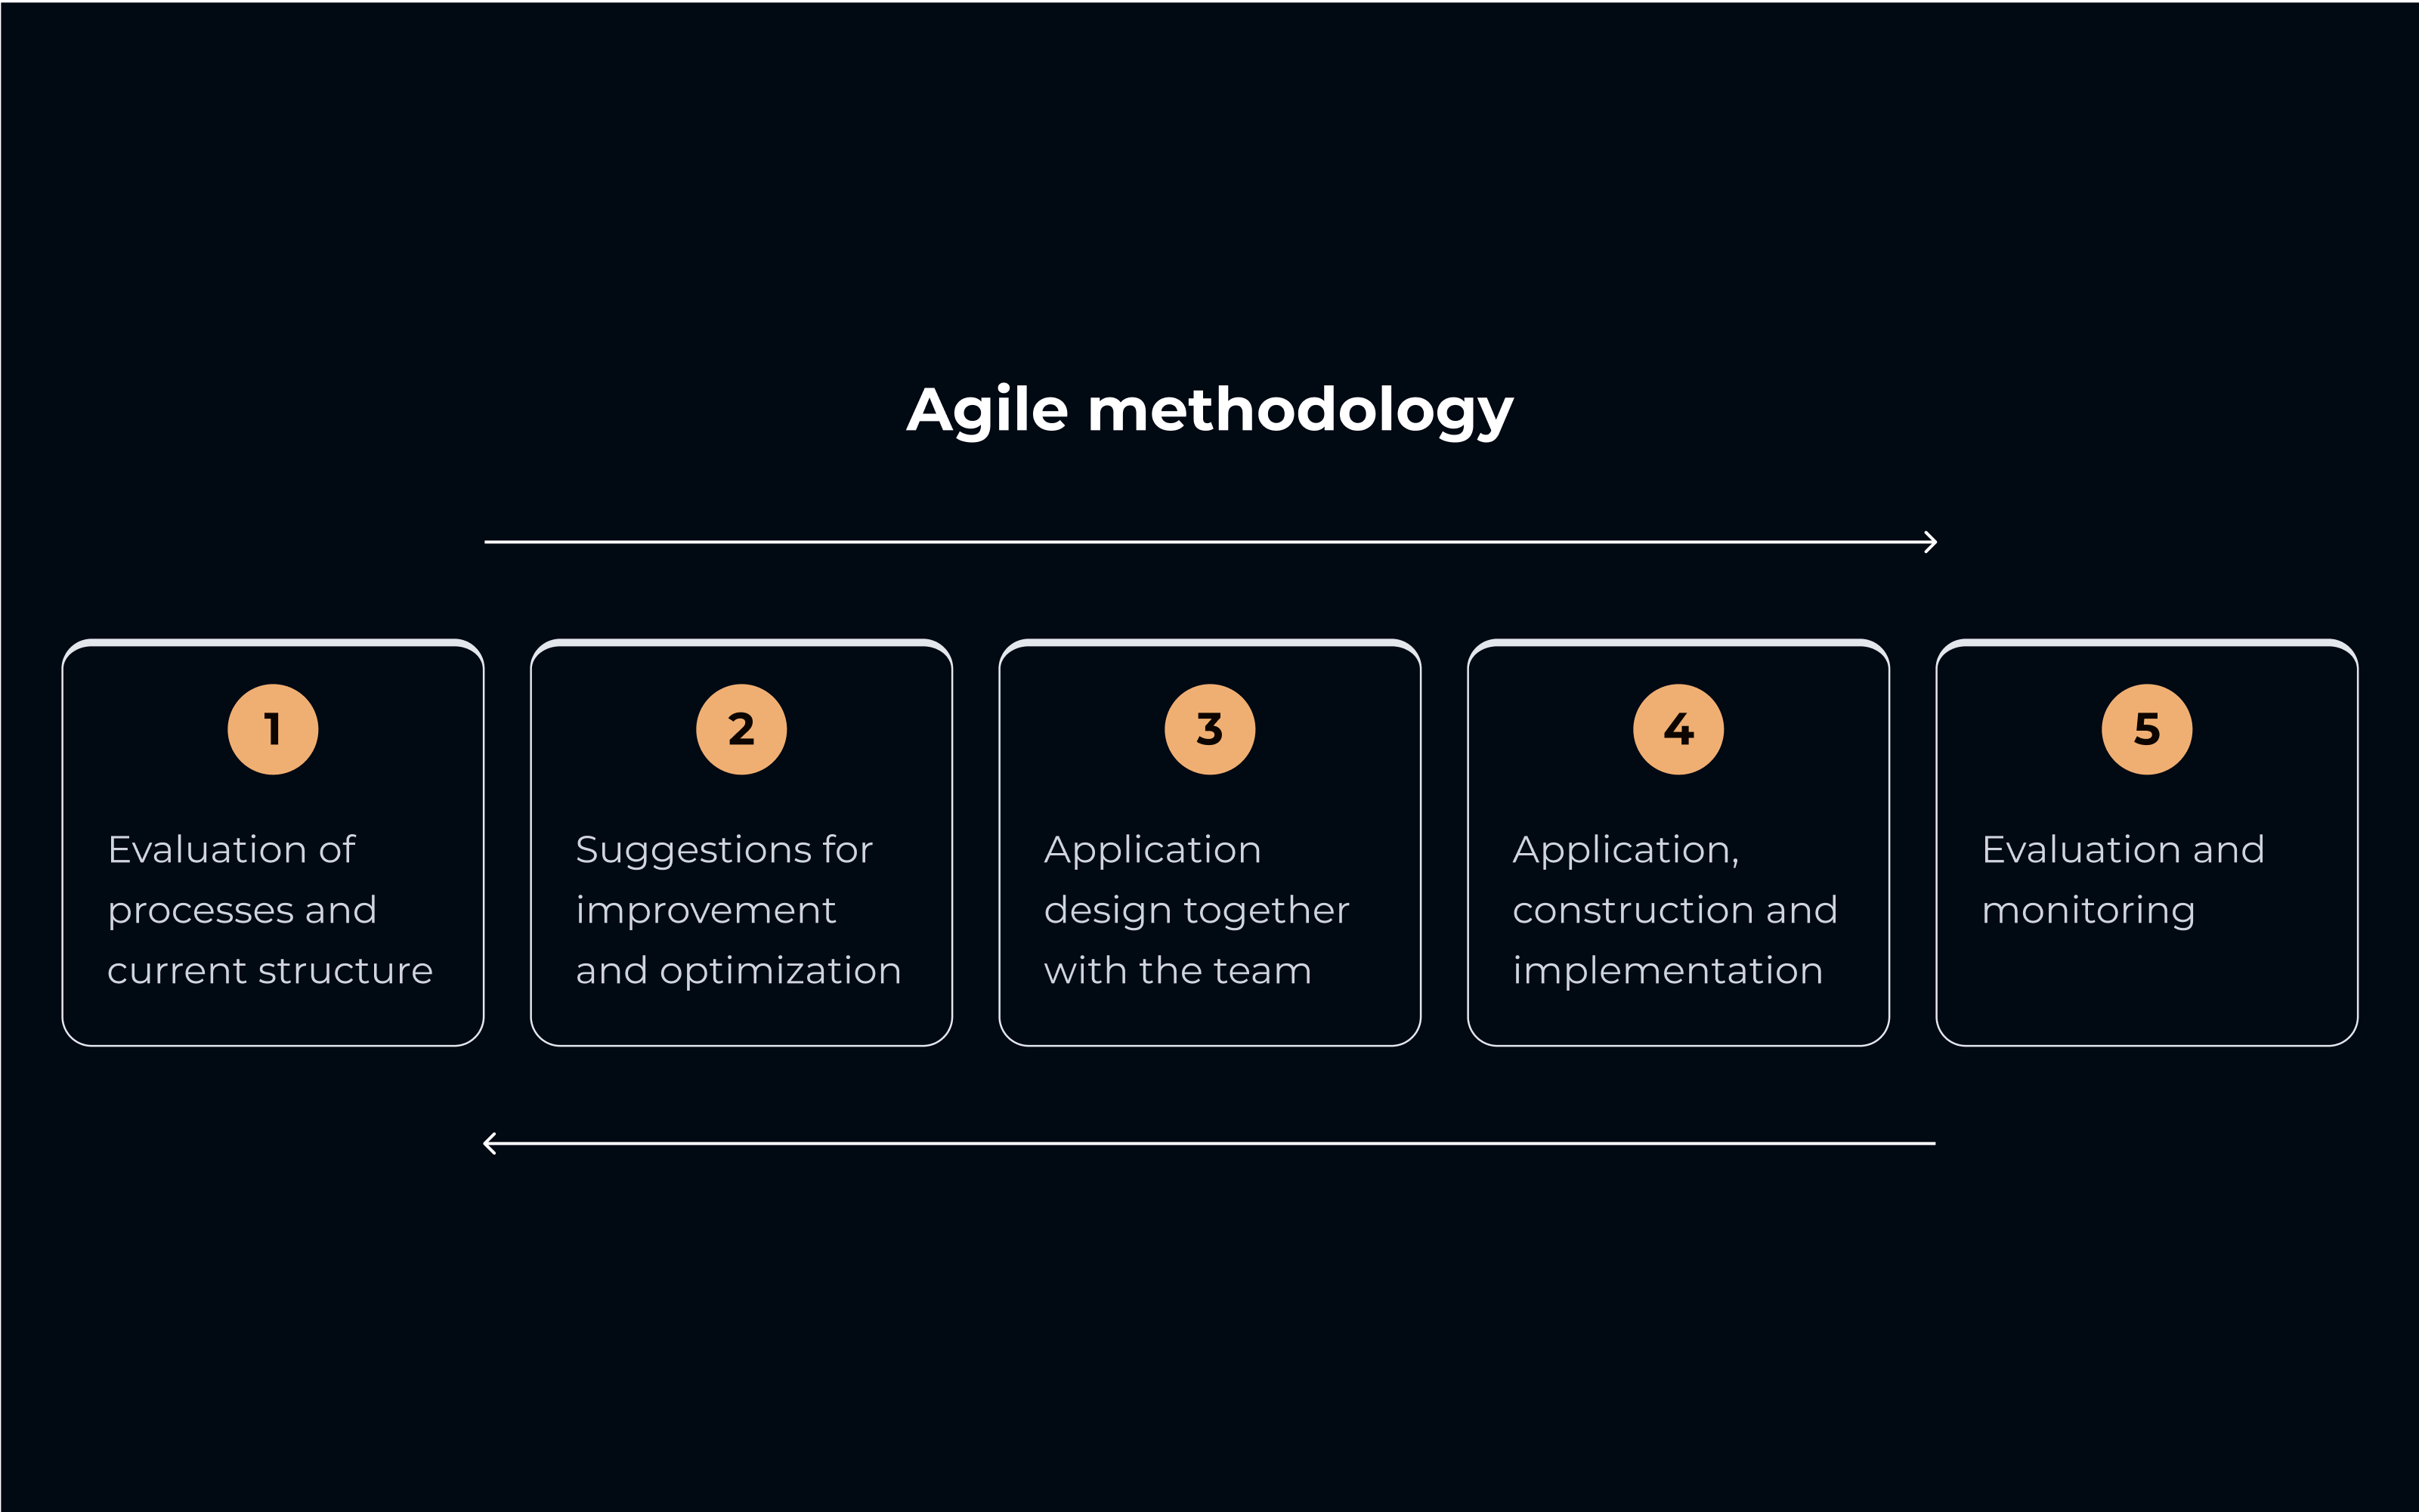 Agile methodology
1
Evaluation of
processes and
current structure
2
Suggestions for
improvement
and optimization
3
Application
design together
with the team
4
Application,
construction and
implementation
5
Evaluation and
monitoring